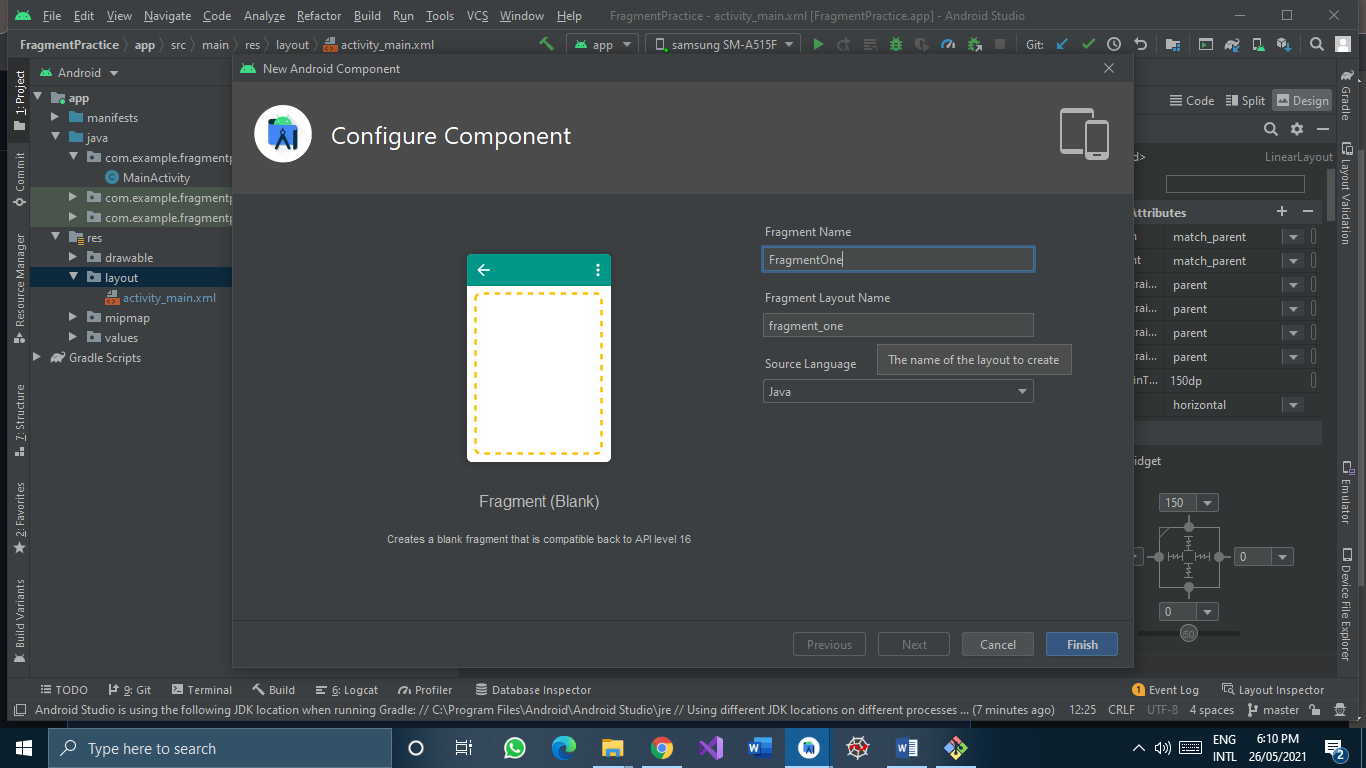 File Edit View Navigate Code Analyze Refactor Build Run Tools VCS Window Help FragmentPractice - activity_main.xml [FragmentPractice.app] - Android Studio
FragmentPractice app src main res layout activity_main.xml app samsung SM-A515F Git:
1: Project
Commit
Resource Manager
7: Structure
2: Favorites
Build Variants
Android
app
manifests
java
com.example.fragmentp
MainActivity
com.example.fragmentp
com.example.fragmentp
res
drawable
layout
activity_main.xml
mipmap
values
Gradle Scripts
New Android Component
Configure Component
Fragment Name
FragmentOne
Fragment Layout Name
fragment_one
Source Language
The name of the layout to create
Java
Fragment (Blank)
Creates a blank fragment that is compatible back to API level 16
Previous Next Cancel Finish
Code Split Design
d> LinearLayout
Attributes
match_parent
match_parent
trai... parent
trai... parent
trai... parent
trai... parent
inT... 150dp
horizontal
idget
150
0
0
50
Gradle
Layout Validation
Emulator
Device File Explorer
TODO 9: Git Terminal Build 6: Logcat Profiler Database Inspector 1 Event Log Layout Inspector
Android Studio is using the following JDK location when running Gradle: // C:\Program Files\Android\Android Studio\jre // Using different JDK locations on different processes ... (7 minutes ago) 12:25 CRLF UTF-8 4 spaces master
Type here to search
ENG
INTL
6:10 PM
26/05/2021
2